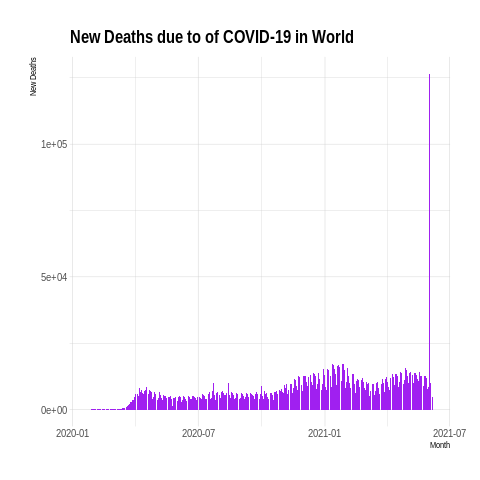 New Deaths due to of COVID-19 in World
New Deaths
1e+05
5e+04
0e+00
2020-01
2020-07
2021-01
2021-07
Month